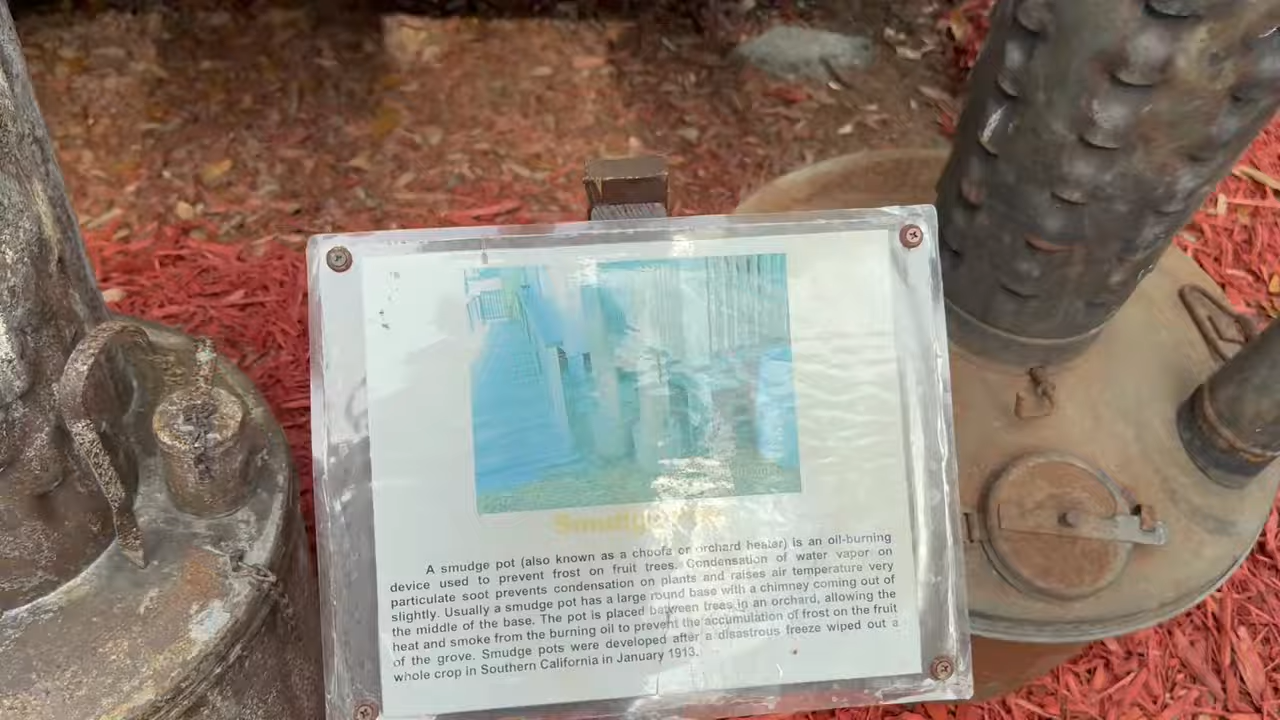 Smudge Pot
A smudge pot (also known as a choofa or orchard heater) is an oil-burning
device used to prevent frost on fruit trees. Condensation of water vapor on
particulate soot prevents condensation on plants and raises air temperature very
slightly. Usually a smudge pot has a large round base with a chimney coming out of
the middle of the base. The pot is placed between trees in an orchard, allowing the
heat and smoke from the burning oil to prevent the accumulation of frost on the fruit
of the grove. Smudge pots were developed after a disastrous freeze wiped out a
whole crop in Southern California in January 1913.